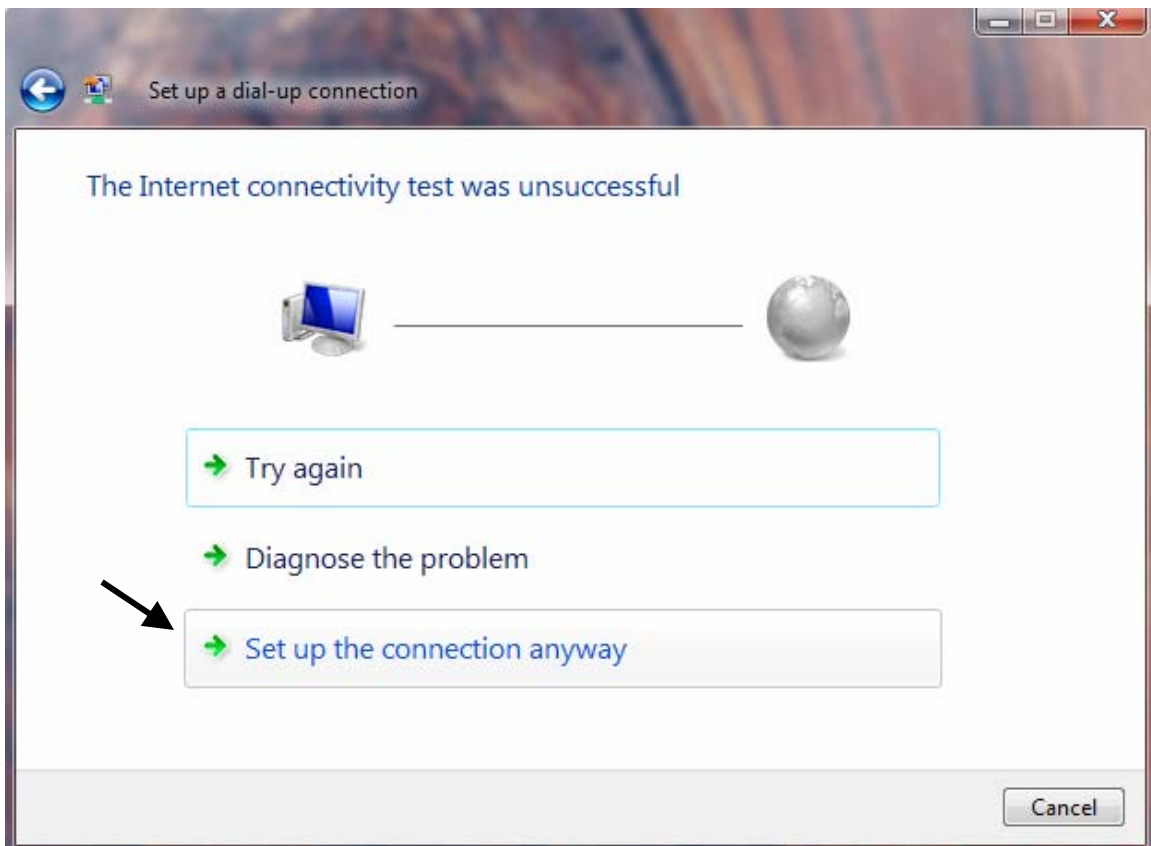 Set up a dial-up connection
The Internet connectivity test was unsuccessful
Try again
Diagnose the problem
Set up the connection anyway
Cancel